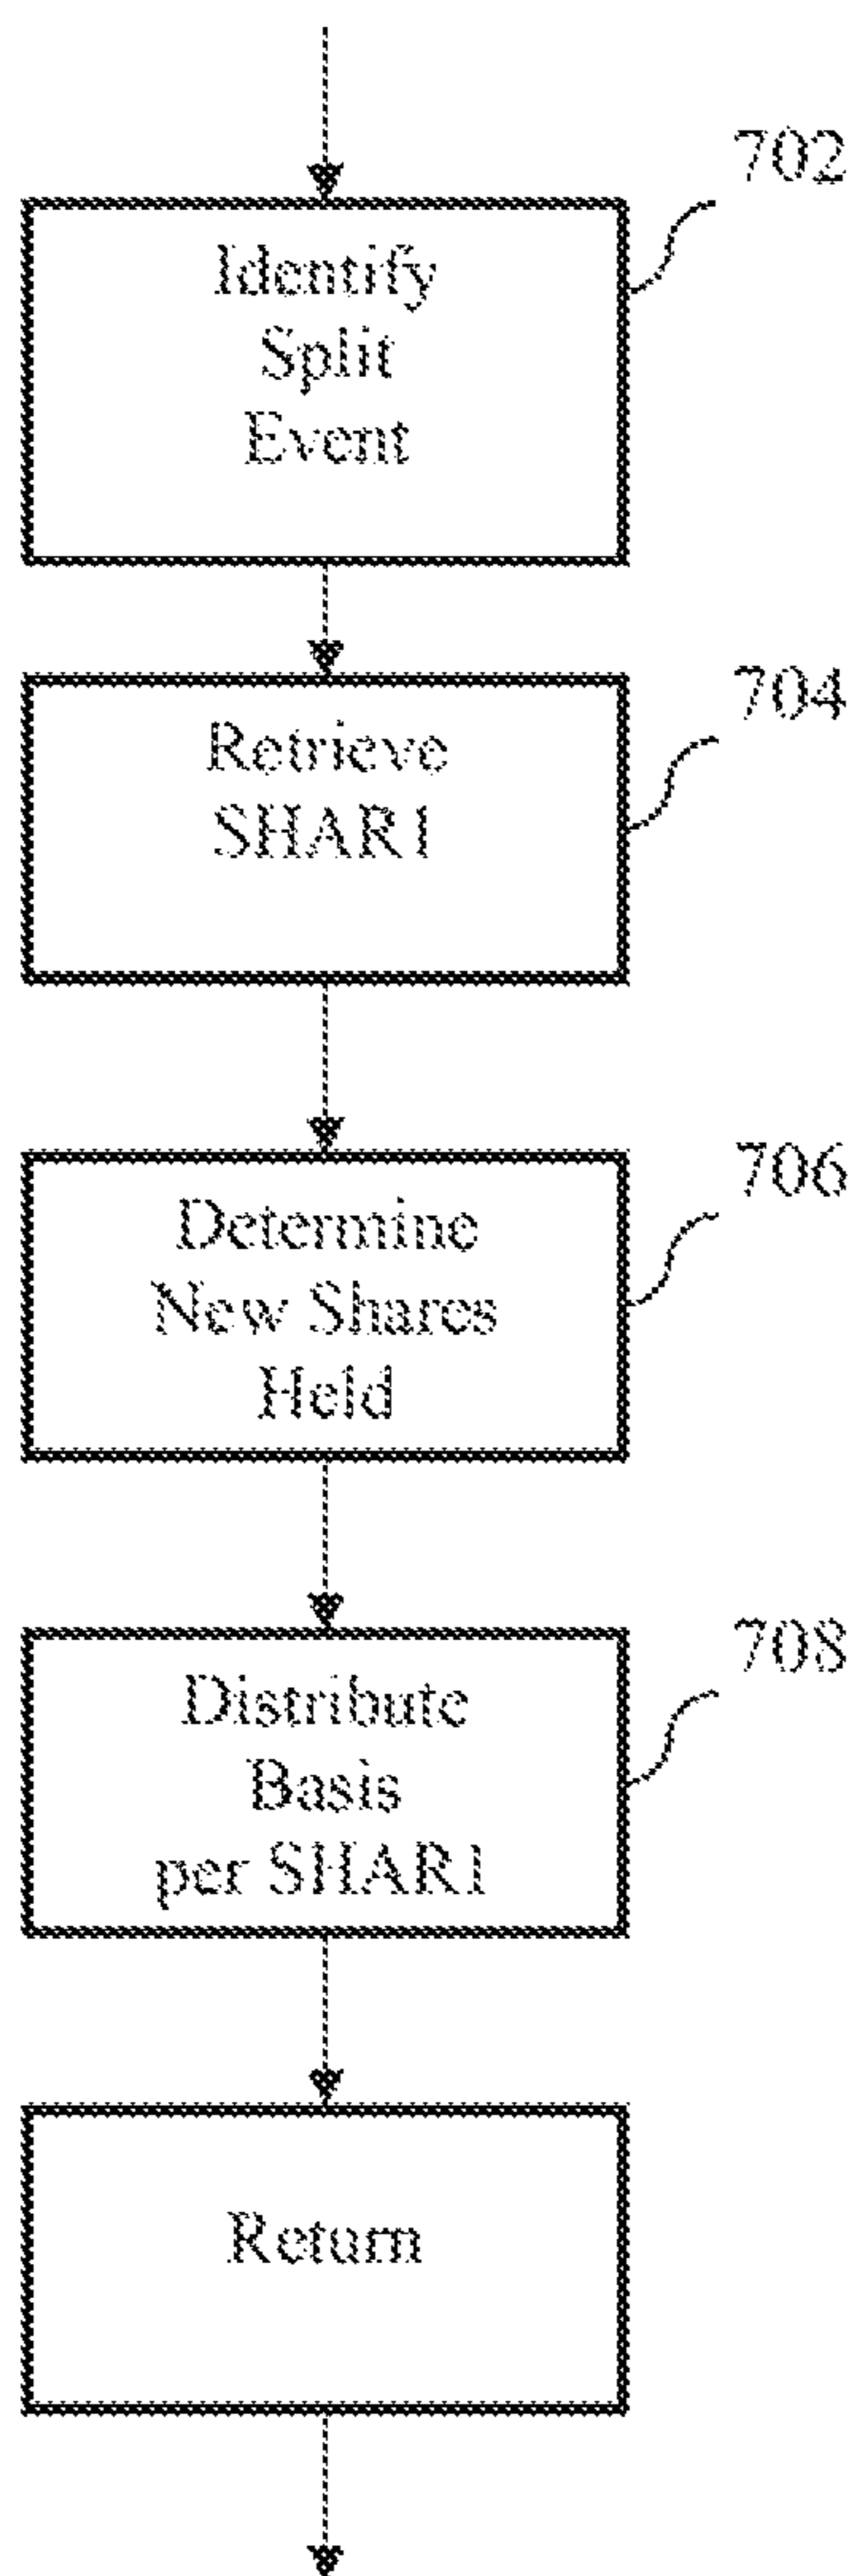 702
Identify
Split
Event
704
Retrieve
SHAR1
706
Determine
New Shares
Held
708
Distribute
Basis
per SHAR1
Return